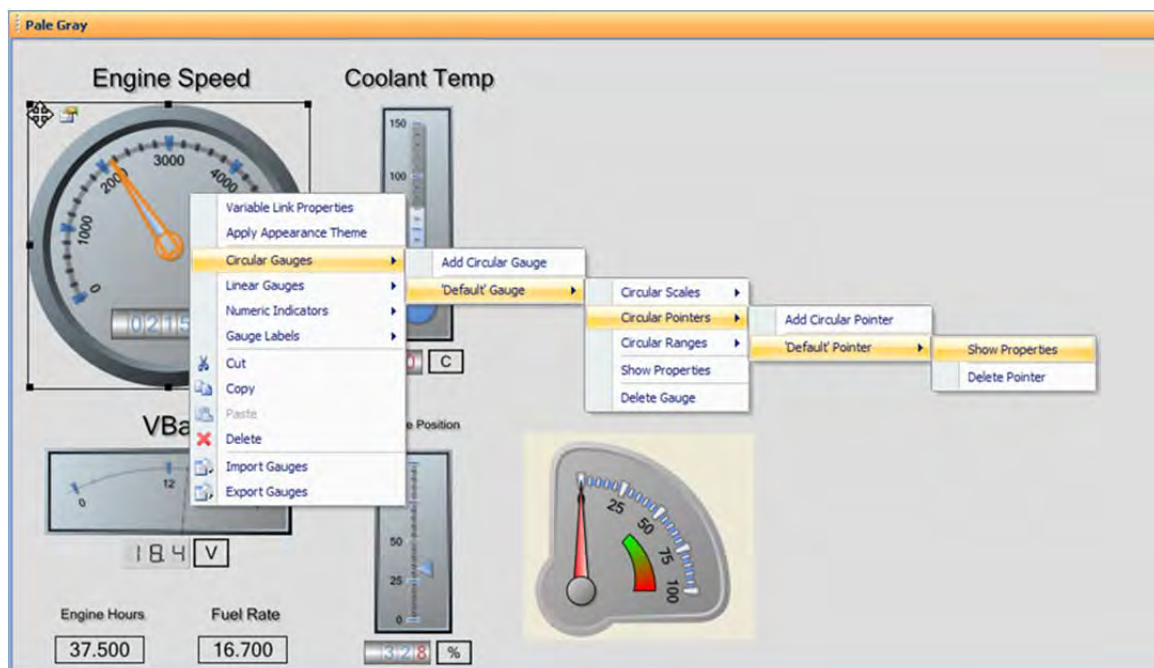 Pale Gray
Engine Speed
Coolant Temp
0
1000
2000
3000
4000
0215
150
100
C
Variable Link Properties
Apply Appearance Theme
Circular Gauges
Linear Gauges
Numeric Indicators
Gauge Labels
Cut
Copy
Paste
Delete
Import Gauges
Export Gauges
Add Circular Gauge
'Default' Gauge
Circular Scales
Circular Pointers
Circular Ranges
Show Properties
Delete Gauge
Add Circular Pointer
'Default' Pointer
Show Properties
Delete Pointer
VBa
Position
0
12
18.4 V
50
25
0
328 %
25
50
75
100
Engine Hours
Fuel Rate
37.500
16.700